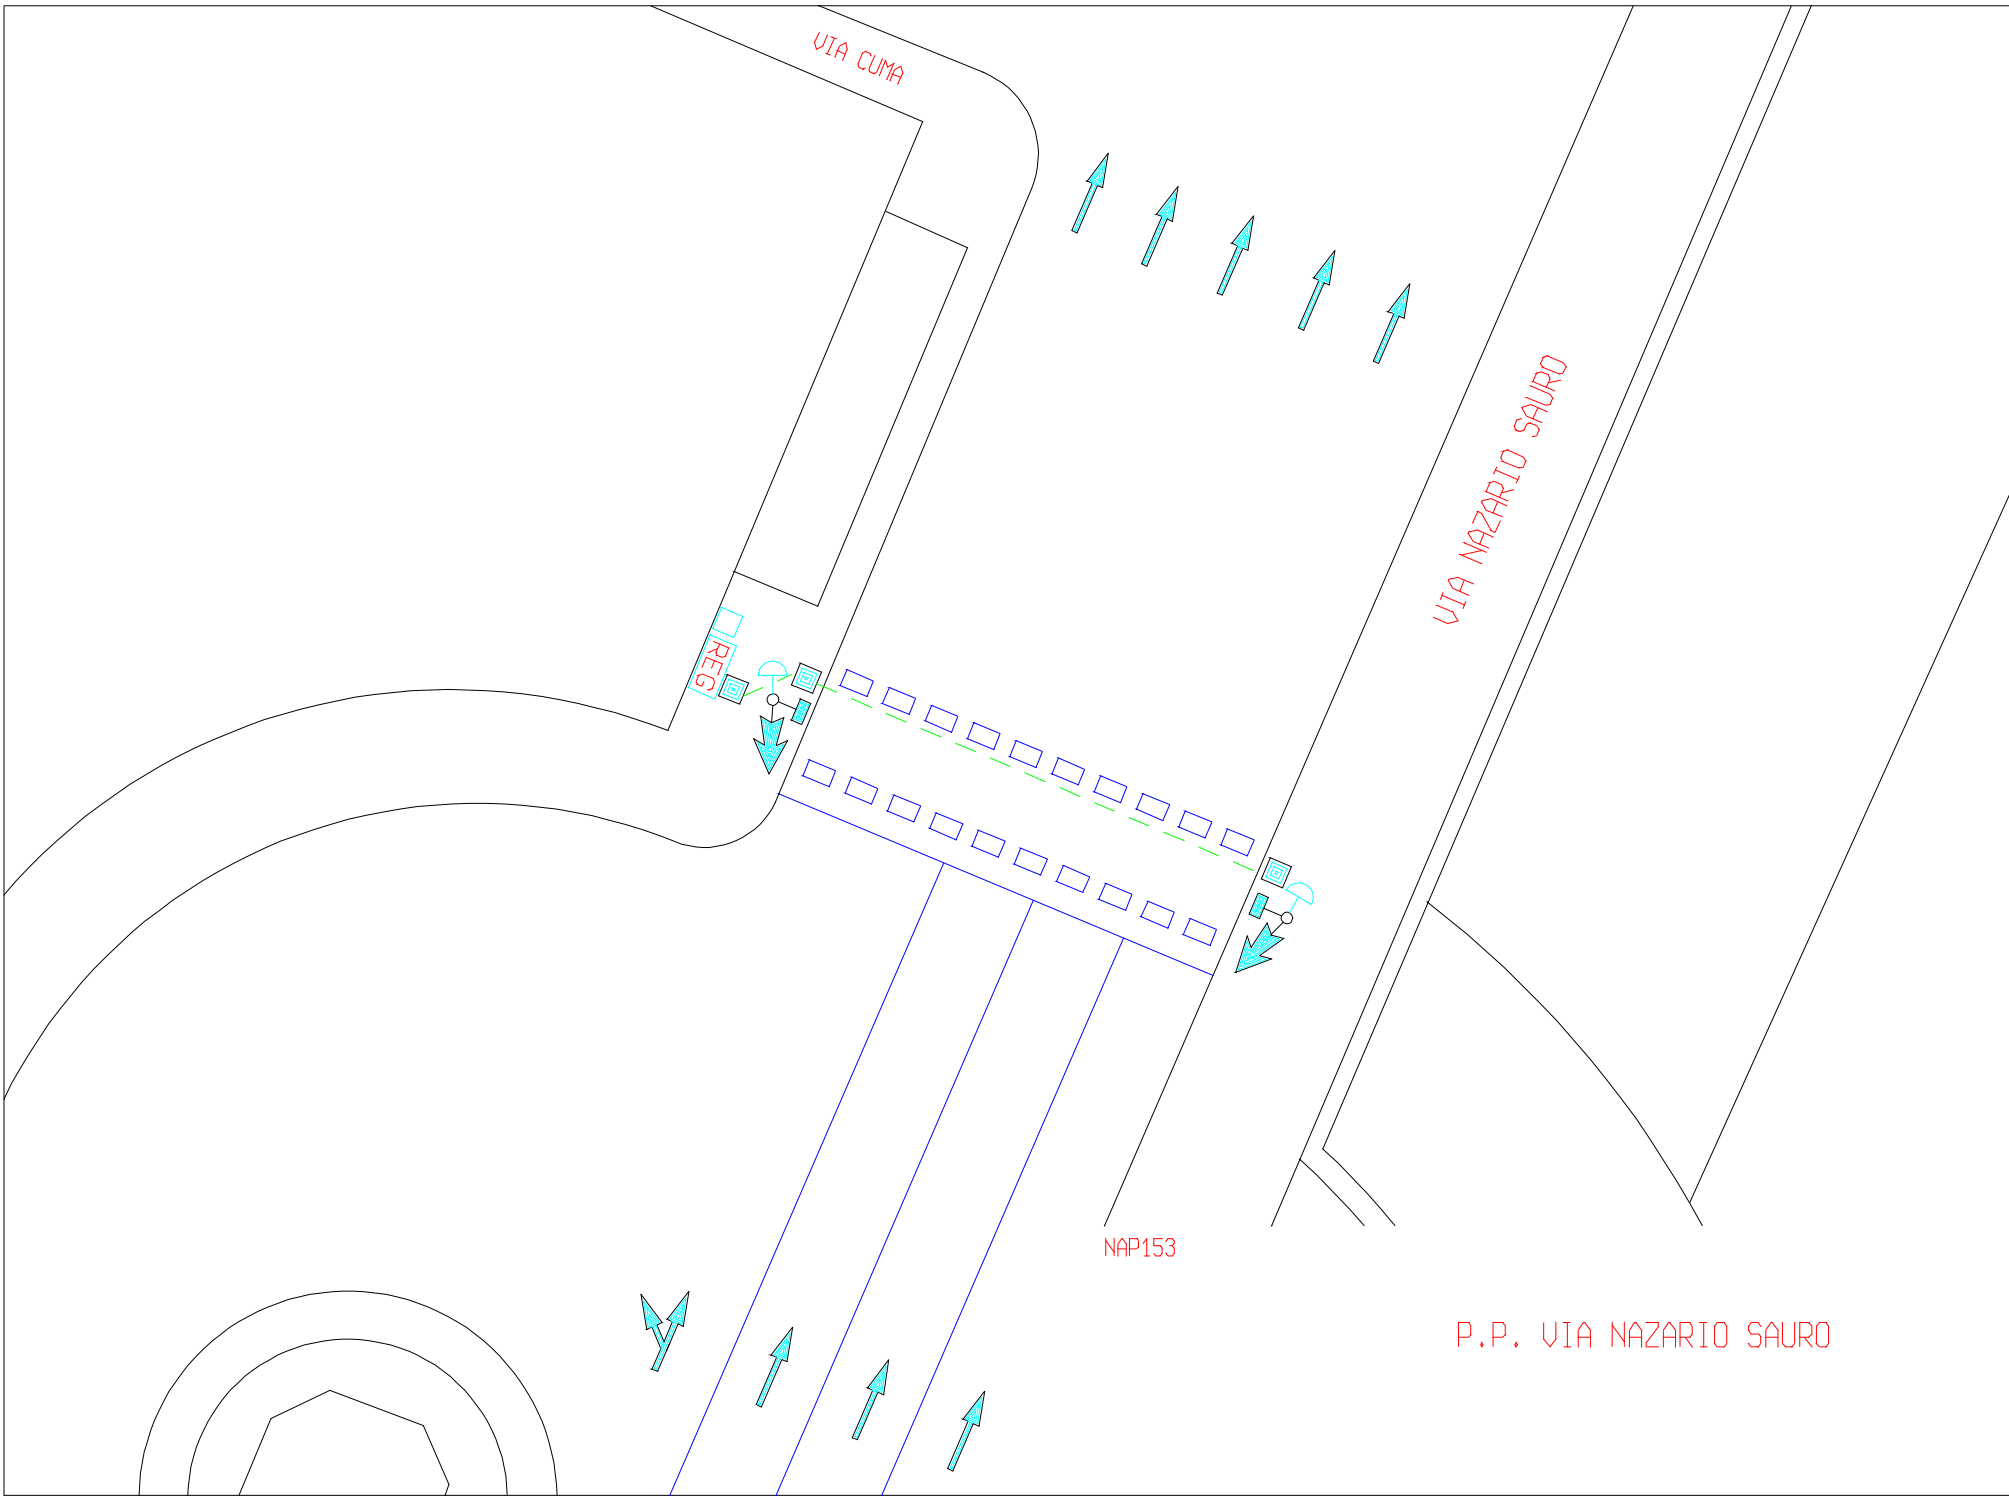 VIA CUMA
VIA NAZARIO SAURO
REG
NAP153
P.P. VIA NAZARIO SAURO